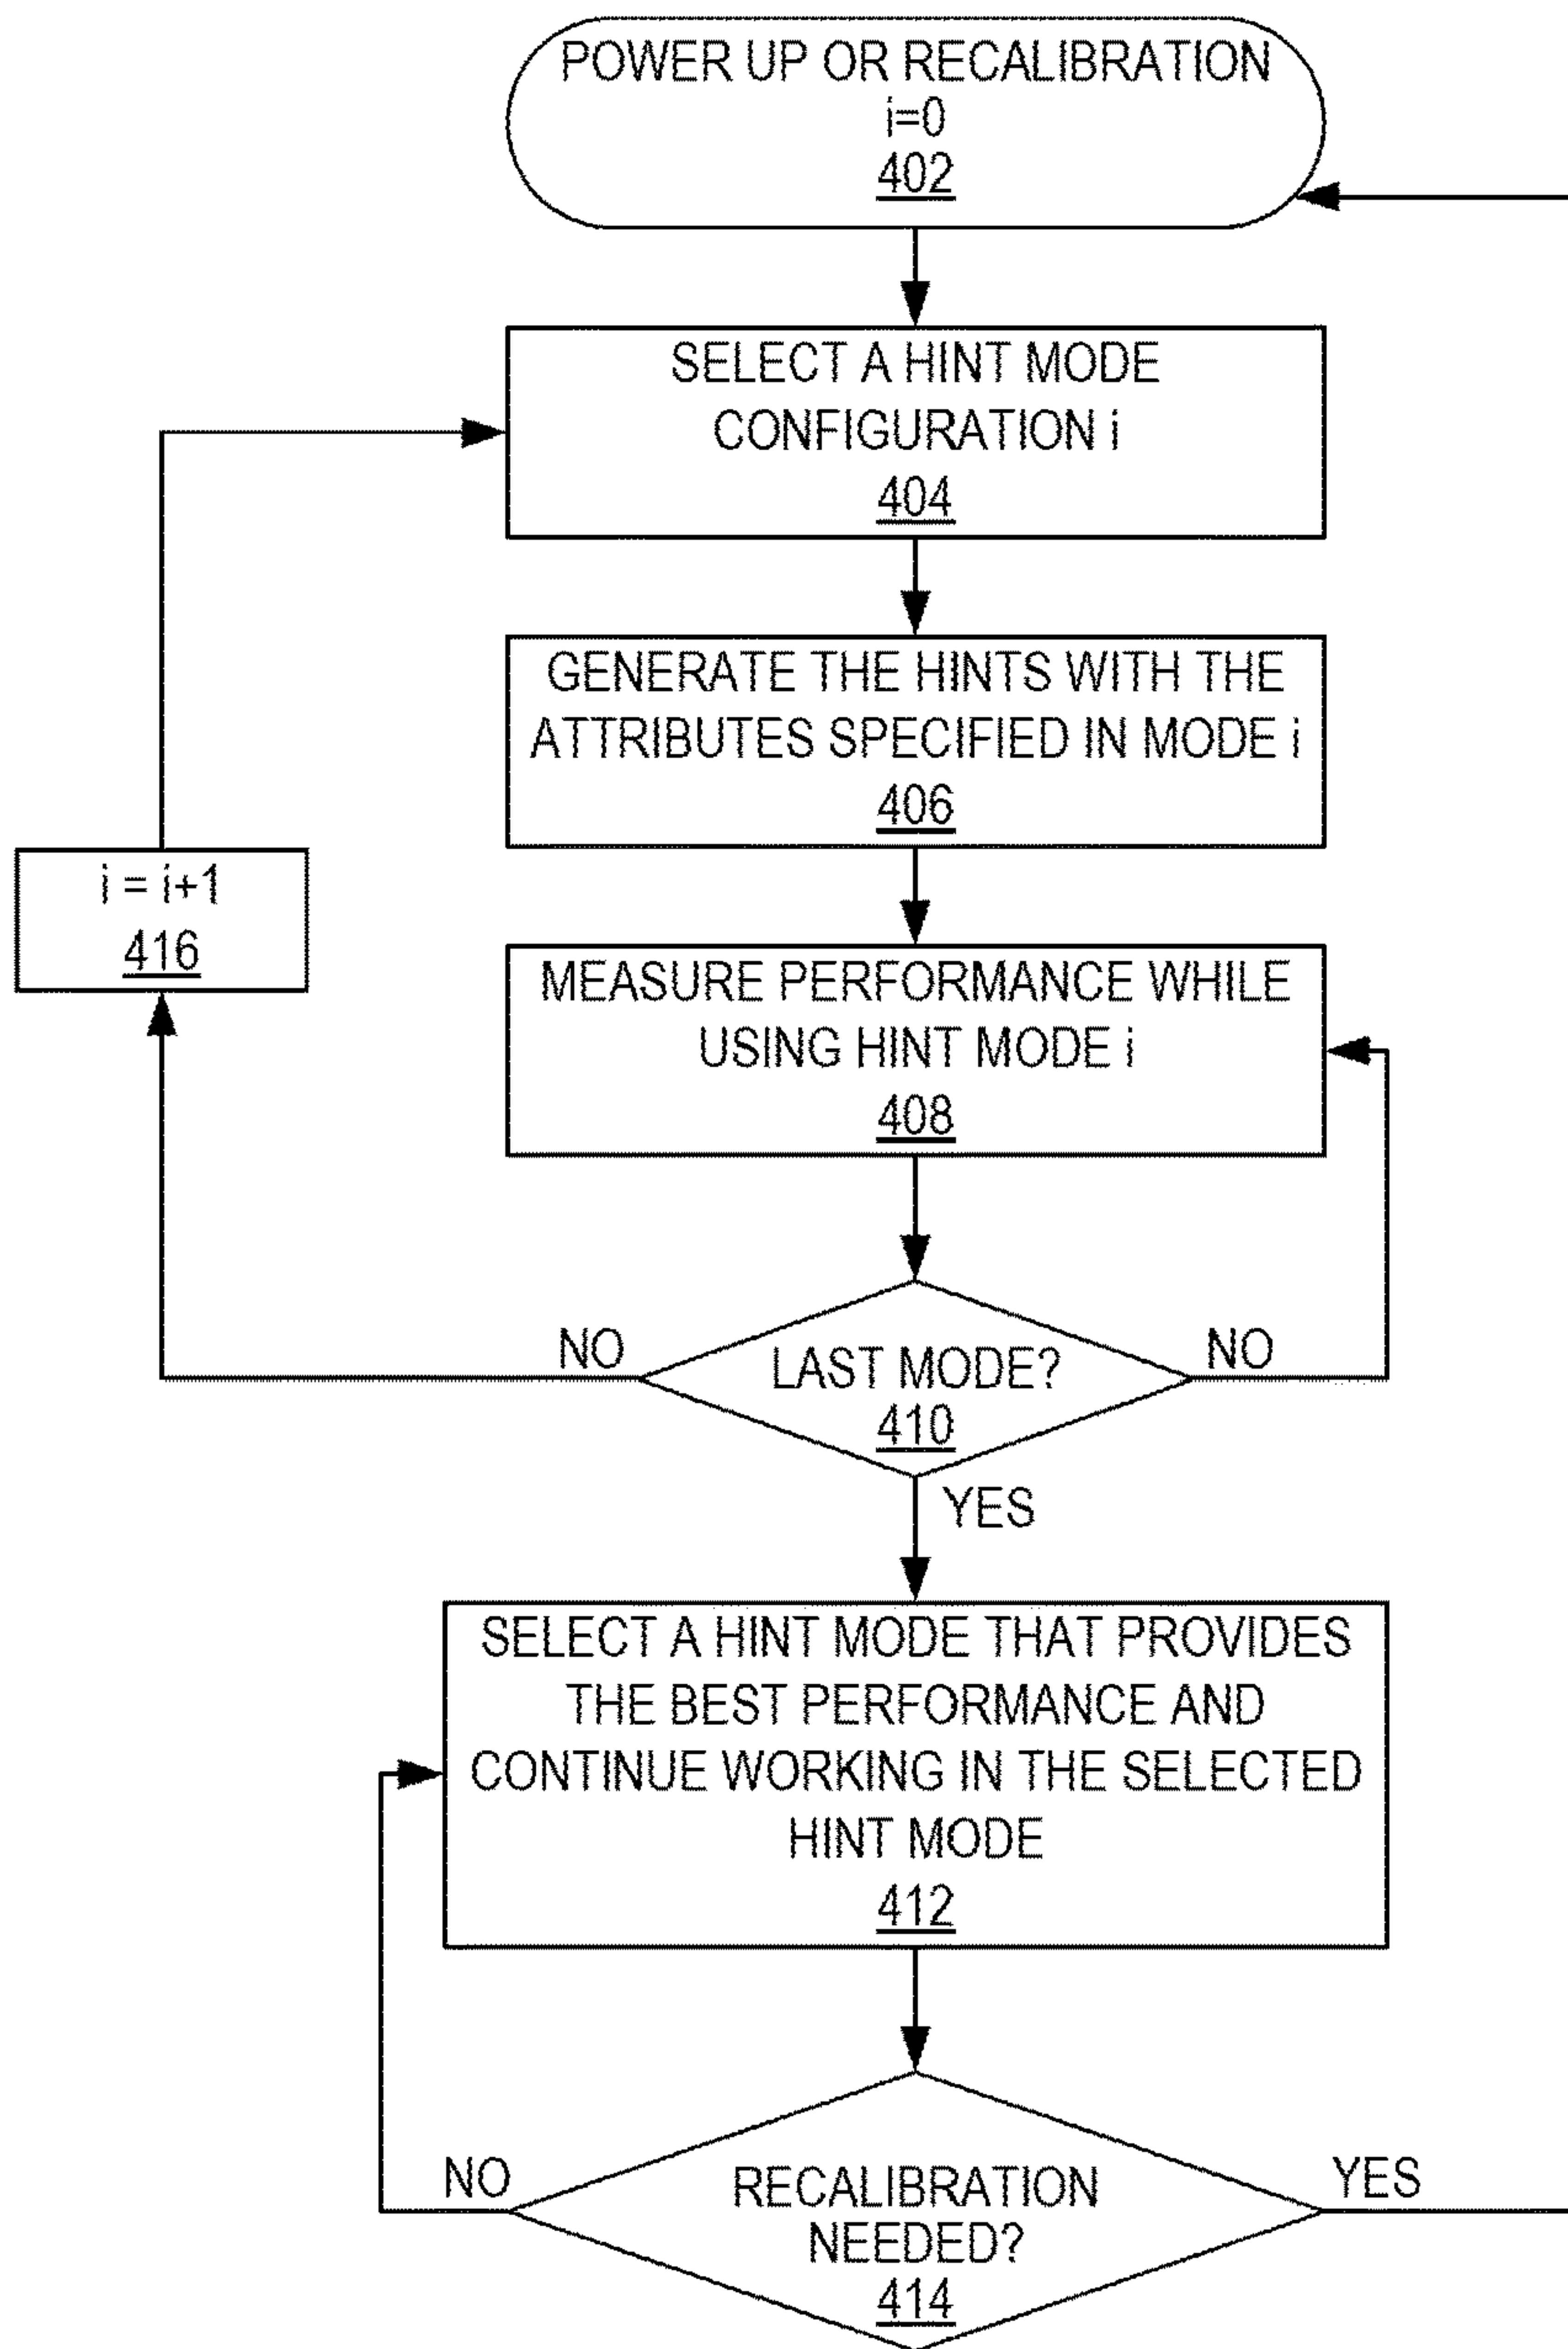 POWER UP OR RECALIBRATION
i=0
402
SELECT A HINT MODE
CONFIGURATION i
404
GENERATE THE HINTS WITH THE
ATTRIBUTES SPECIFIED IN MODE i
406
i = i+1
416
MEASURE PERFORMANCE WHILE
USING HINT MODE i
408
NO
LAST MODE?
NO
410
YES
SELECT A HINT MODE THAT PROVIDES
THE BEST PERFORMANCE AND
CONTINUE WORKING IN THE SELECTED
HINT MODE
412
NO
RECALIBRATION
YES
NEEDED?
414